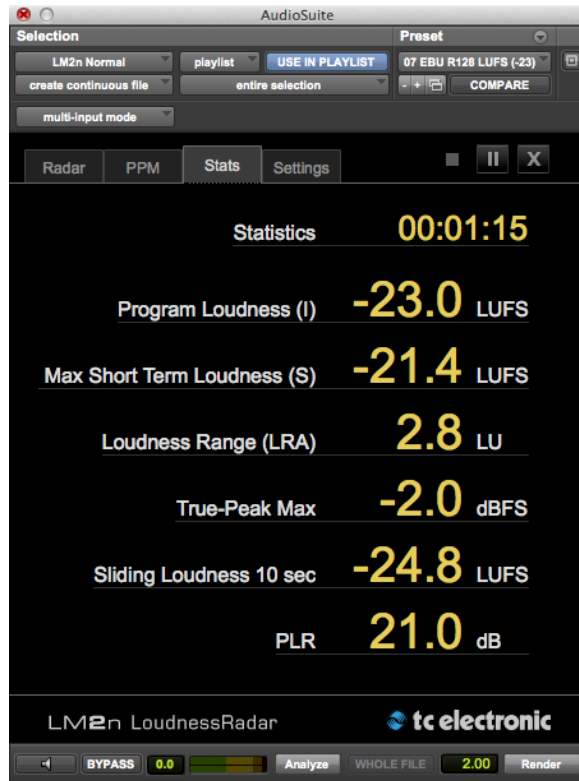 AudioSuite
Selection Preset
LM2n Normal playlist USE IN PLAYLIST 07 EBU R128 LUFS (-23)
create continuous file entire selection - + COMPARE
multi-input mode
Radar PPM Stats Settings X
Statistics 00:01:15
Program Loudness (I) -23.0 LUFS
Max Short Term Loudness (S) -21.4 LUFS
Loudness Range (LRA) 2.8 LU
True-Peak Max -2.0 dBFS
Sliding Loudness 10 sec -24.8 LUFS
PLR 21.0 dB
LM2n LoudnessRadar tc electronic
BYPASS 0.0 Analyze WHOLE FILE 2.00 Render